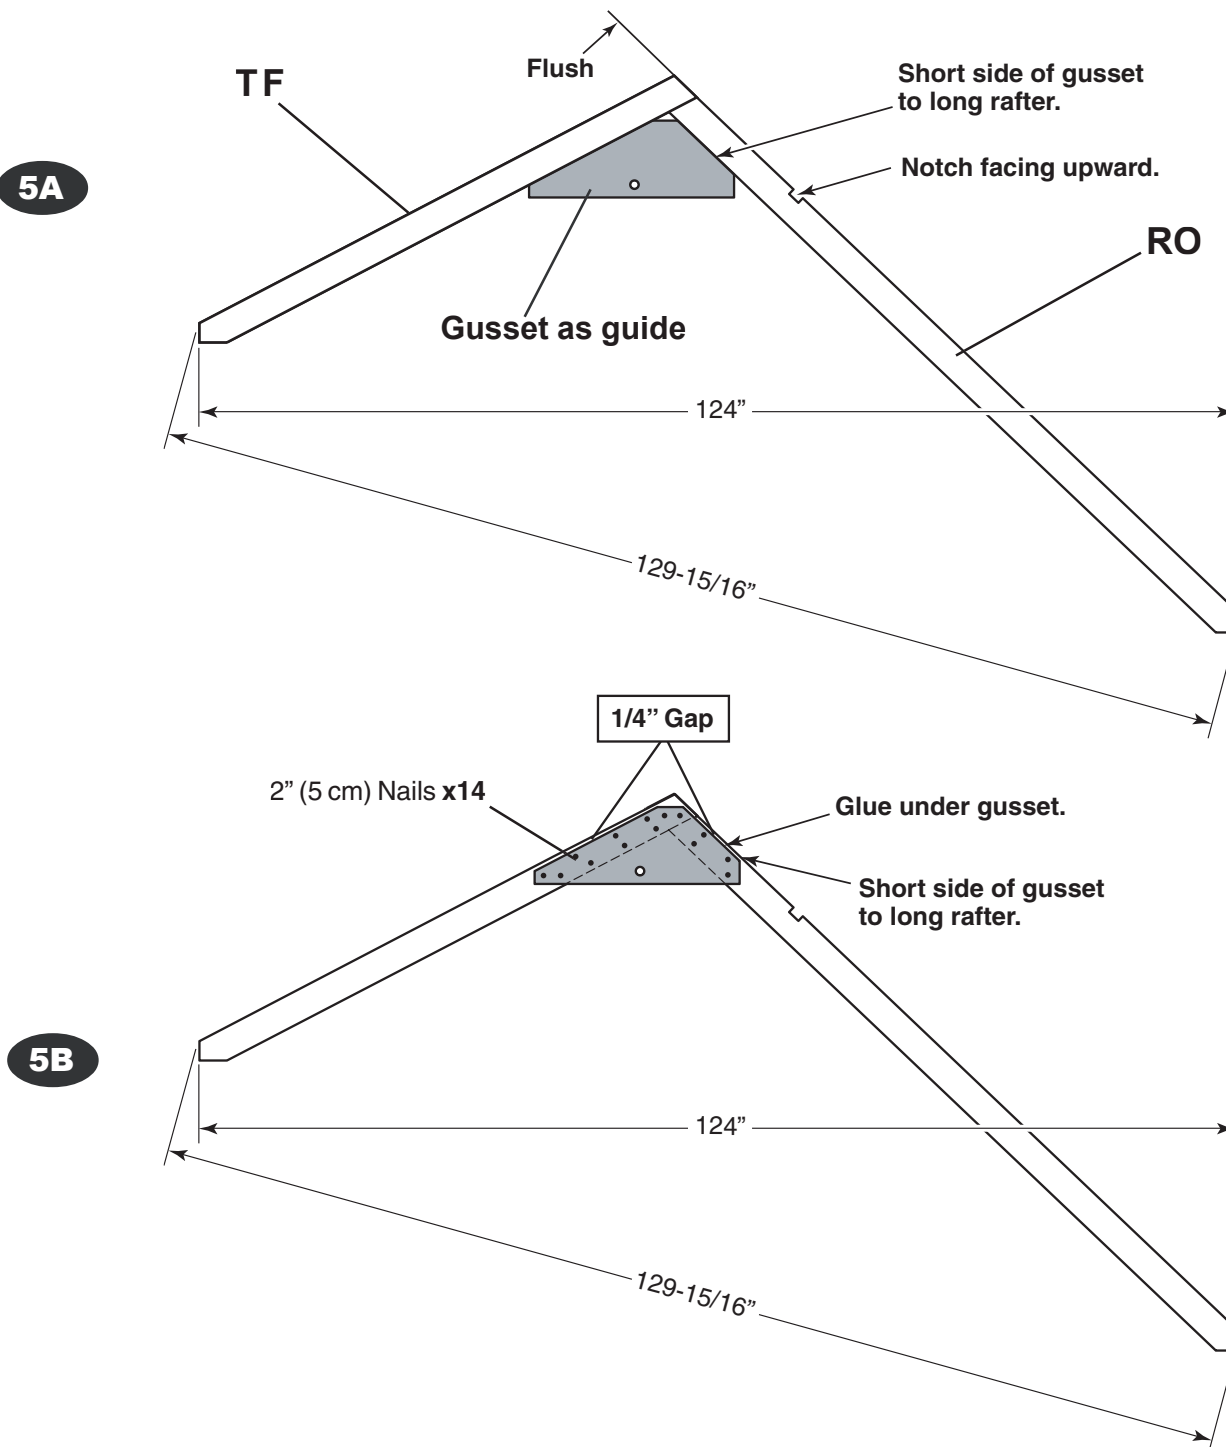 Flush
TF
Short side of gusset
to long rafter.
5A
Notch facing upward.
RO
Gusset as guide
124”
129-15/16”
1/4” Gap
2” (5 cm) Nails x14
Glue under gusset.
Short side of gusset
to long rafter.
5B
124”
129-15/16”